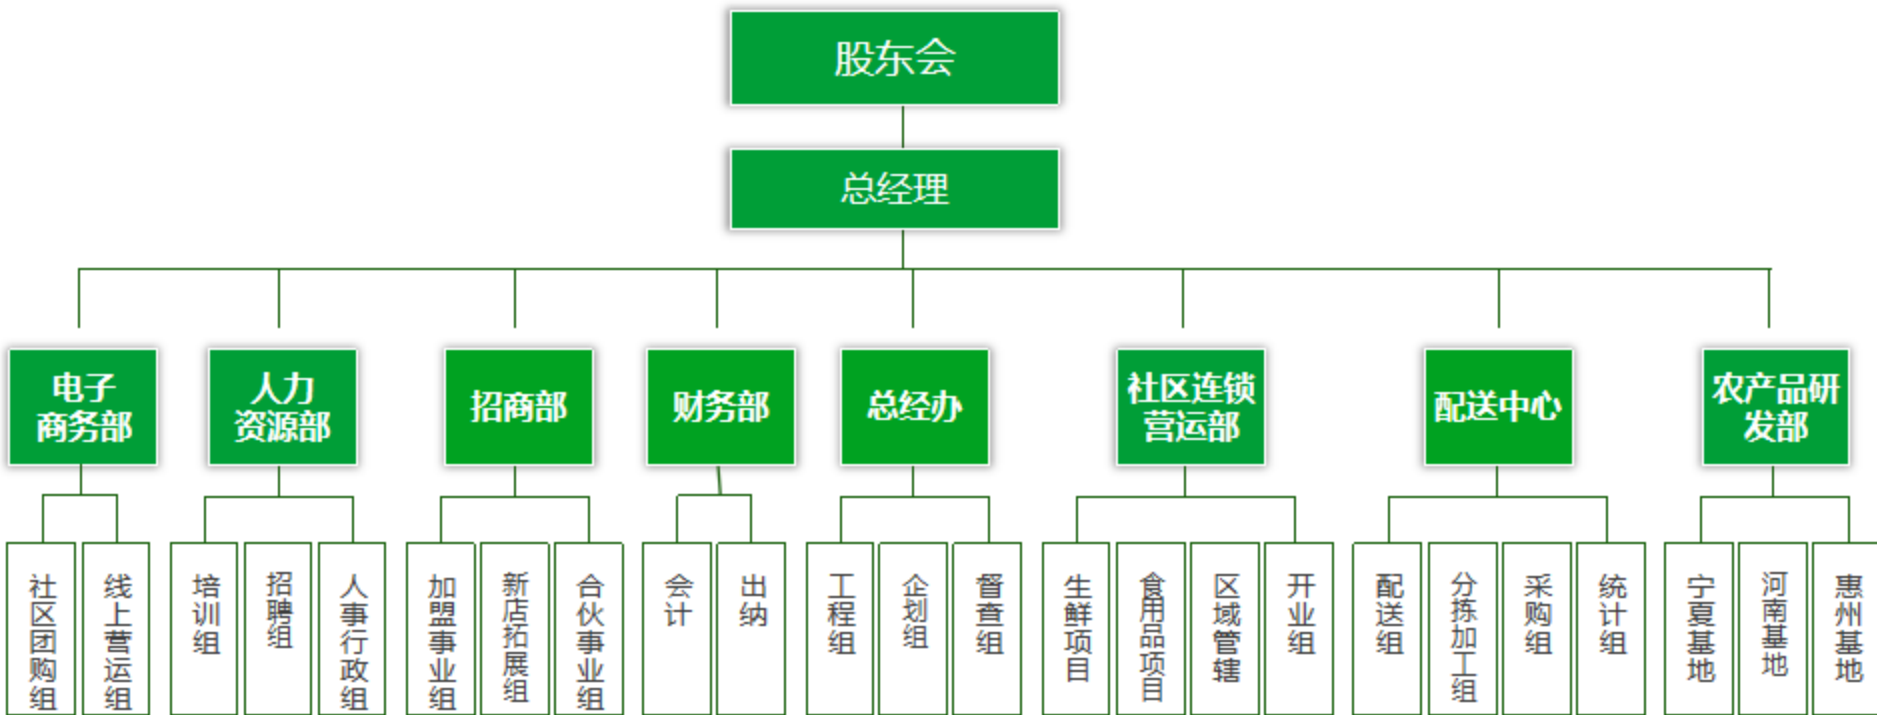 股东会
总经理
电子
商务部
人力
资源部
招商部
财务部
总经办
社区连锁
营运部
配送中心
农产品研
发部
社区团购组
线上营运组
培训组
招聘组
人事行政组
加盟事业组
新店拓展组
合伙事业组
会计
出纳
工程组
企划组
督查组
生鲜项目
食用品项目
区域管辖
开业组
配送组
分拣加工组
采购组
统计组
宁夏基地
河南基地
惠州基地